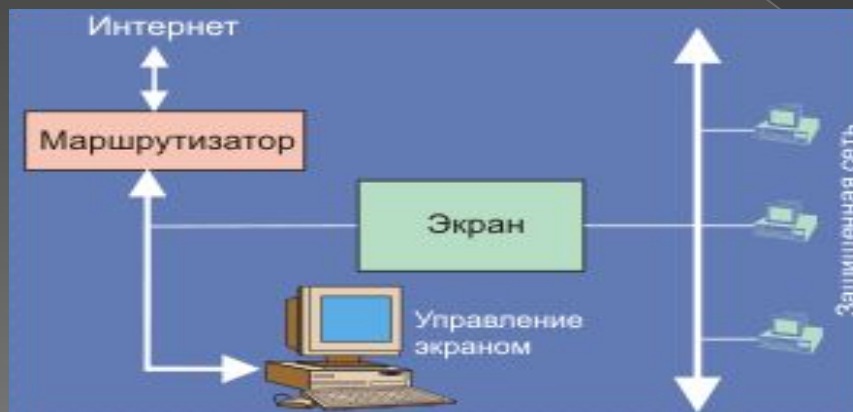 Интернет
Маршрутизатор
Экран
Управление
экраном
Защищенная сеть